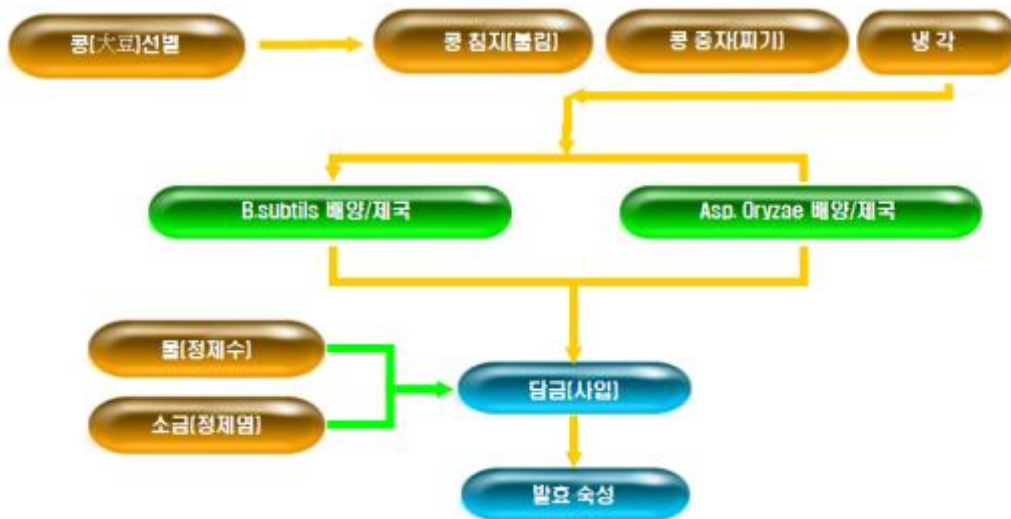 콩(大豆)선별
콩 침지(불림)
콩 증자(찌기)
냉 각
B.subtils 배양/제국
Asp. Oryzae 배양/제국
물(정제수)
소금(정제염)
담금(사입)
발효 숙성